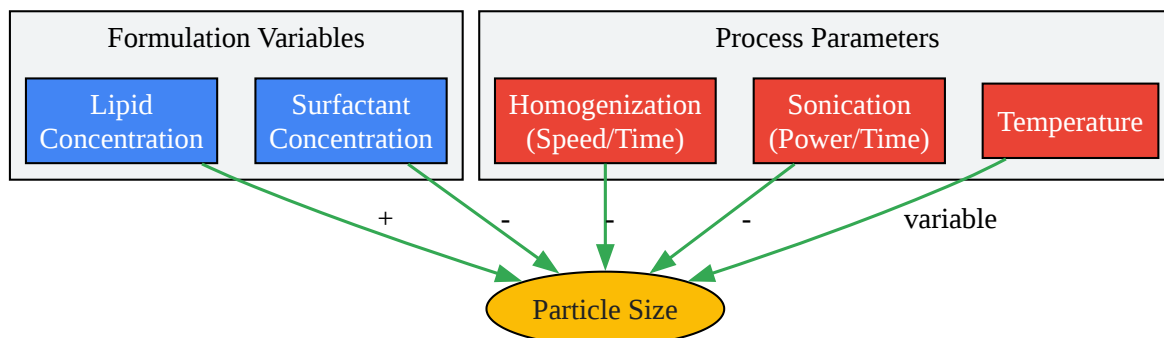 Formulation Variables
Process Parameters
Lipid
Concentration
Surfactant
Concentration
Homogenization
(Speed/Time)
Sonication
(Power/Time)
Temperature
+
-
-
-
variable
Particle Size